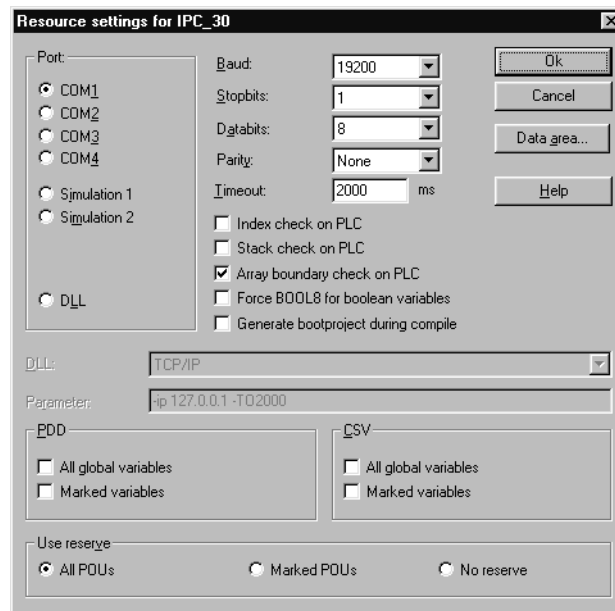 Resource settings for IPC_30
Port:
COM1
COM2
COM3
COM4
Simulation 1
Simulation 2
DLL
Baud: 19200
Stopbits: 1
Databits: 8
Parity: None
Timeout: 2000 ms
Index check on PLC
Stack check on PLC
Array boundary check on PLC
Force BOOL8 for boolean variables
Generate bootproject during compile
Ok
Cancel
Data area...
Help
DLL: TCP/IP
Parameter: -ip 127.0.0.1 -TO2000
PDD
All global variables
Marked variables
CSV
All global variables
Marked variables
Use reserve
All POUs Marked POUs No reserve